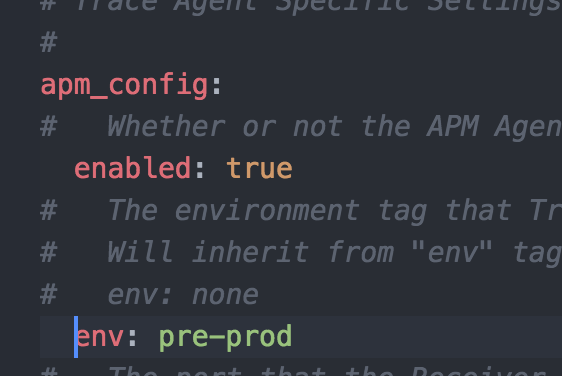 # Trace Agent Specific Settings
#
apm_config:
#   Whether or not the APM Agen
  enabled: true
#   The environment tag that Tr
#   Will inherit from "env" tag
#   env: none
  env: pre-prod
#   The port that the Receiver